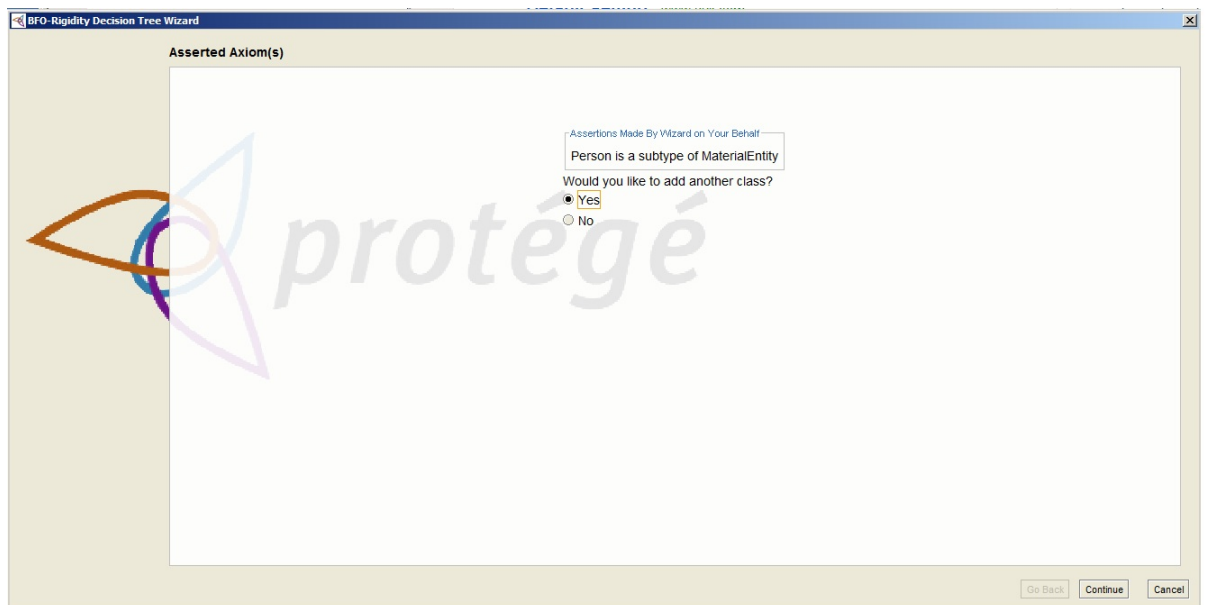 BFO-Rigidity Decision Tree Wizard
Asserted Axiom(s)
Assertions Made By Wizard on Your Behalf
Person is a subtype of MaterialEntity
Would you like to add another class?
Yes
No
protégé
Go Back Continue Cancel